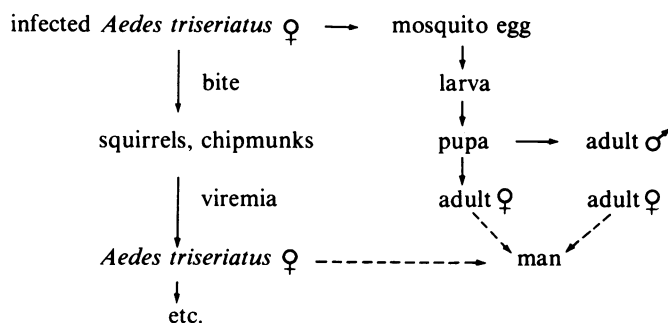 infected Aedes triseriatus ♀ → mosquito egg
bite
larva
squirrels, chipmunks
pupa → adult ♂
viremia
adult ♀
adult ♀
Aedes triseriatus ♀
man
etc.